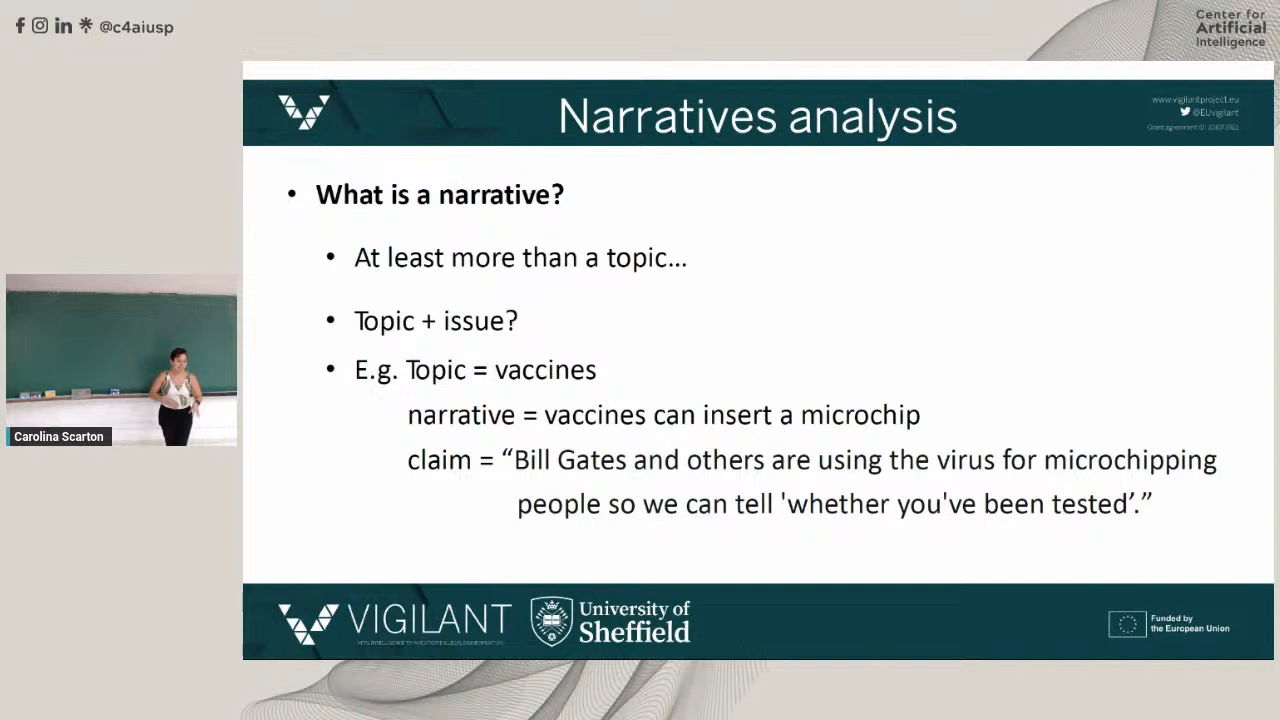 @c4aiusp
Center for
Artificial
Intelligence
Narratives analysis
www.vigilantproject.eu
@EUvigilant
• What is a narrative?
• At least more than a topic...
• Topic + issue?
• E.g. Topic = vaccines
narrative = vaccines can insert a microchip
claim = “Bill Gates and others are using the virus for microchipping
people so we can tell 'whether you've been tested’.”
Carolina Scarton
VIGILANT
University of
Sheffield
Funded by
the European Union